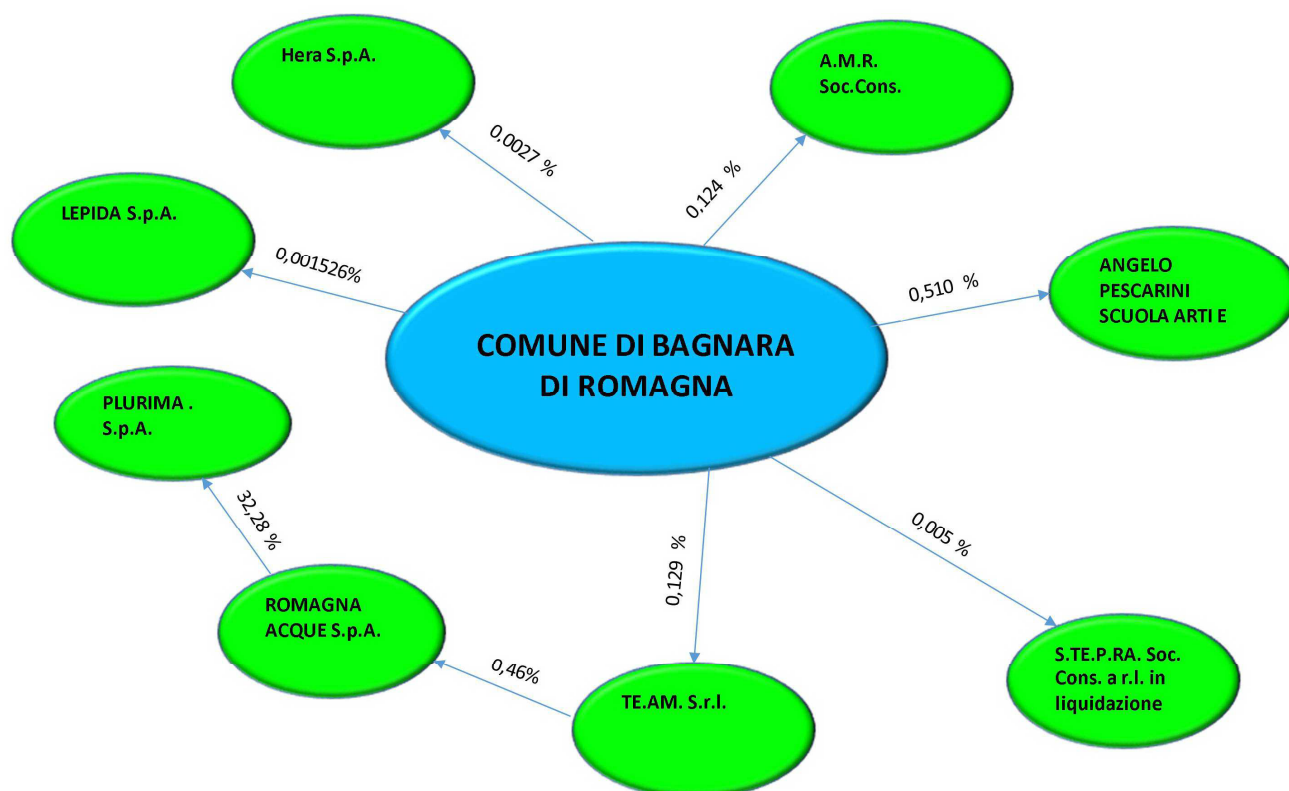 Hera S.p.A.
A.M.R.
Soc.Cons.
0.0027 %
0,124 %
LEPIDA S.p.A.
0,001526%
0,510 %
ANGELO
PESCARINI
SCUOLA ARTI E
COMUNE DI BAGNARA
DI ROMAGNA
PLURIMA .
S.p.A.
32,28 %
0,129 %
0,005 %
ROMAGNA
ACQUE S.p.A.
0,46%
TE.AM. S.r.l.
S.TE.P.RA. Soc.
Cons. a r.l. in
liquidazione